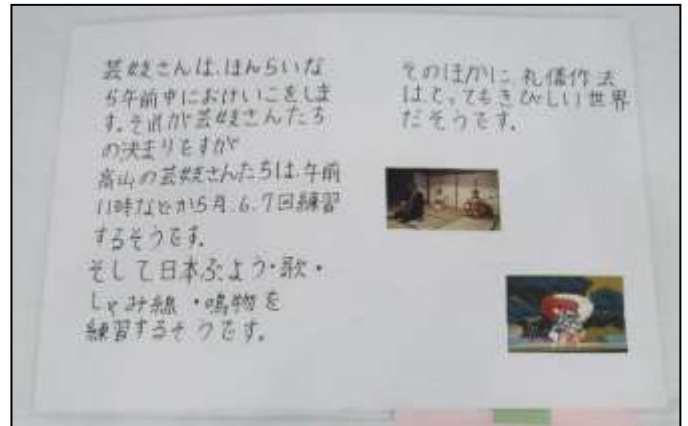 芸妓さんは、ほんらいな
ら午前中におけいこをしま
す。それが芸妓さんたち
の決まりですが
高山の芸妓さんたちは、午前
11時などから5月、6、7回練習
するそうです。
そして日本ぶよう・歌・
しゃみ線・鳴物を
練習するそうです。
そのほかに、礼儀作法
はとってもきびしい世界
だそうです。